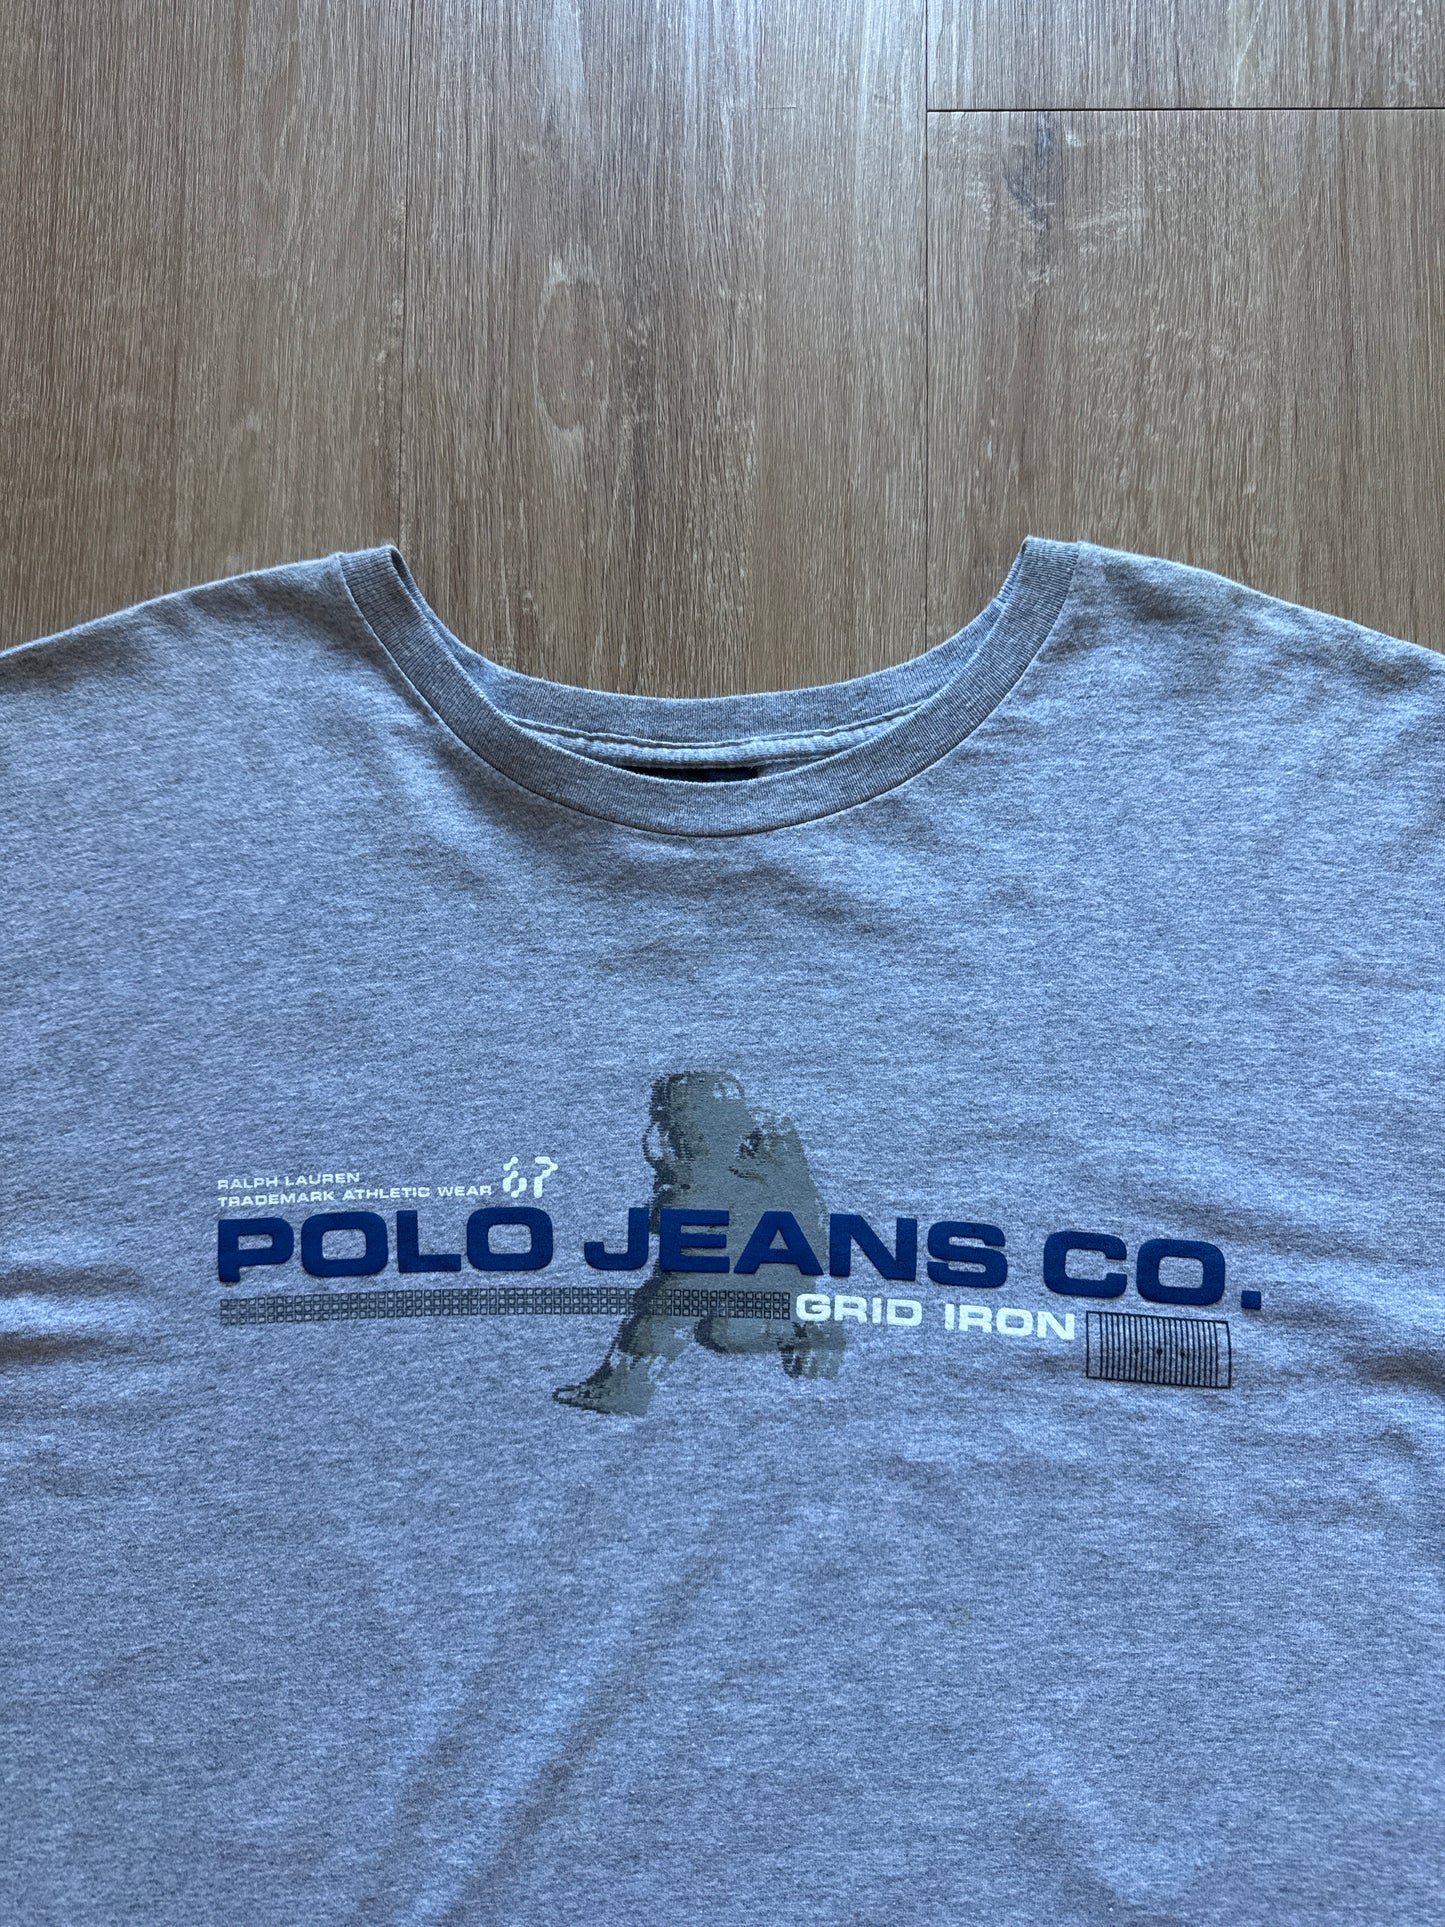 RALPH LAUREN
TRADEMARK ATHLETIC WEAR 67
POLO JEANS CO.
GRID IRON